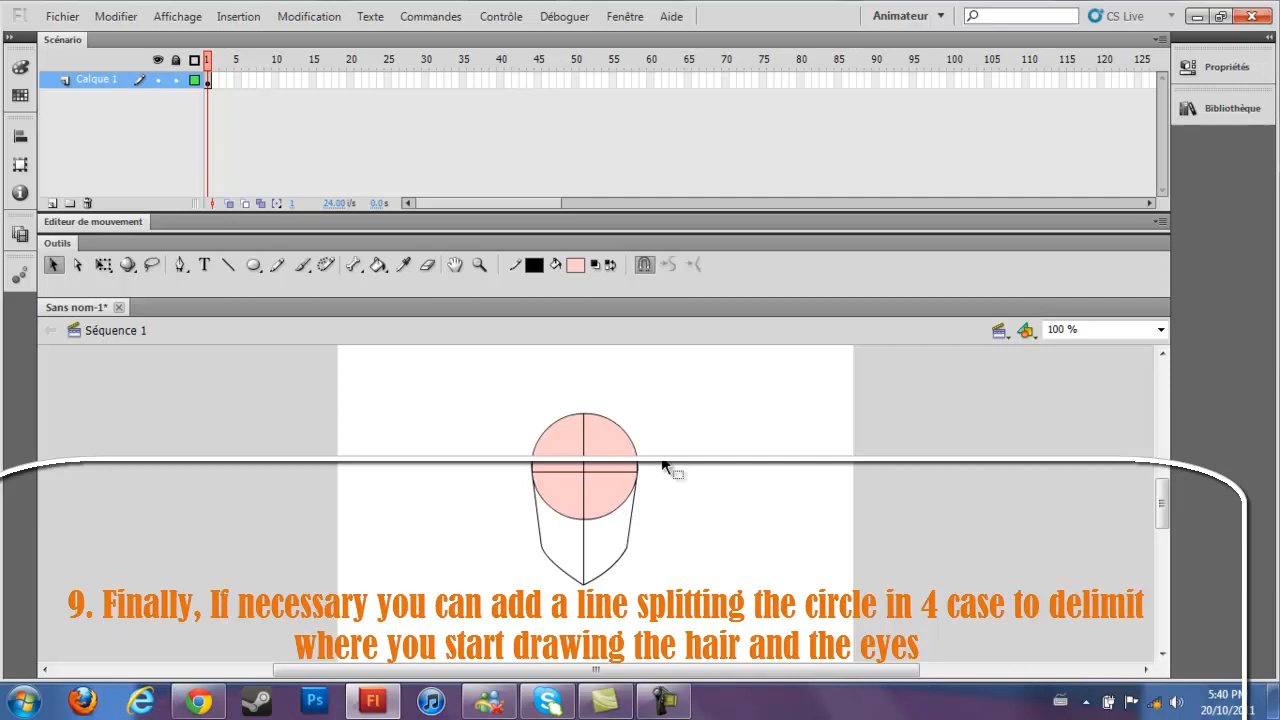 Fl Fichier Modifier Affichage Insertion Modification Texte Commandes Contrôle Déboguer Fenêtre Aide Animateur CS Live
Scénario
1 5 10 15 20 25 30 35 40 45 50 55 60 65 70 75 80 85 90 95 100 105 110 115 120 125
Calque 1
Propriétés
Bibliothèque
1 24.00 i/s 0.0 s
Editeur de mouvement
Outils
Sans nom-1*
Séquence 1 100 %
9. Finally, If necessary you can add a line splitting the circle in 4 case to delimit
where you start drawing the hair and the eyes
Ps Fl
5:40 PM
20/10/2011